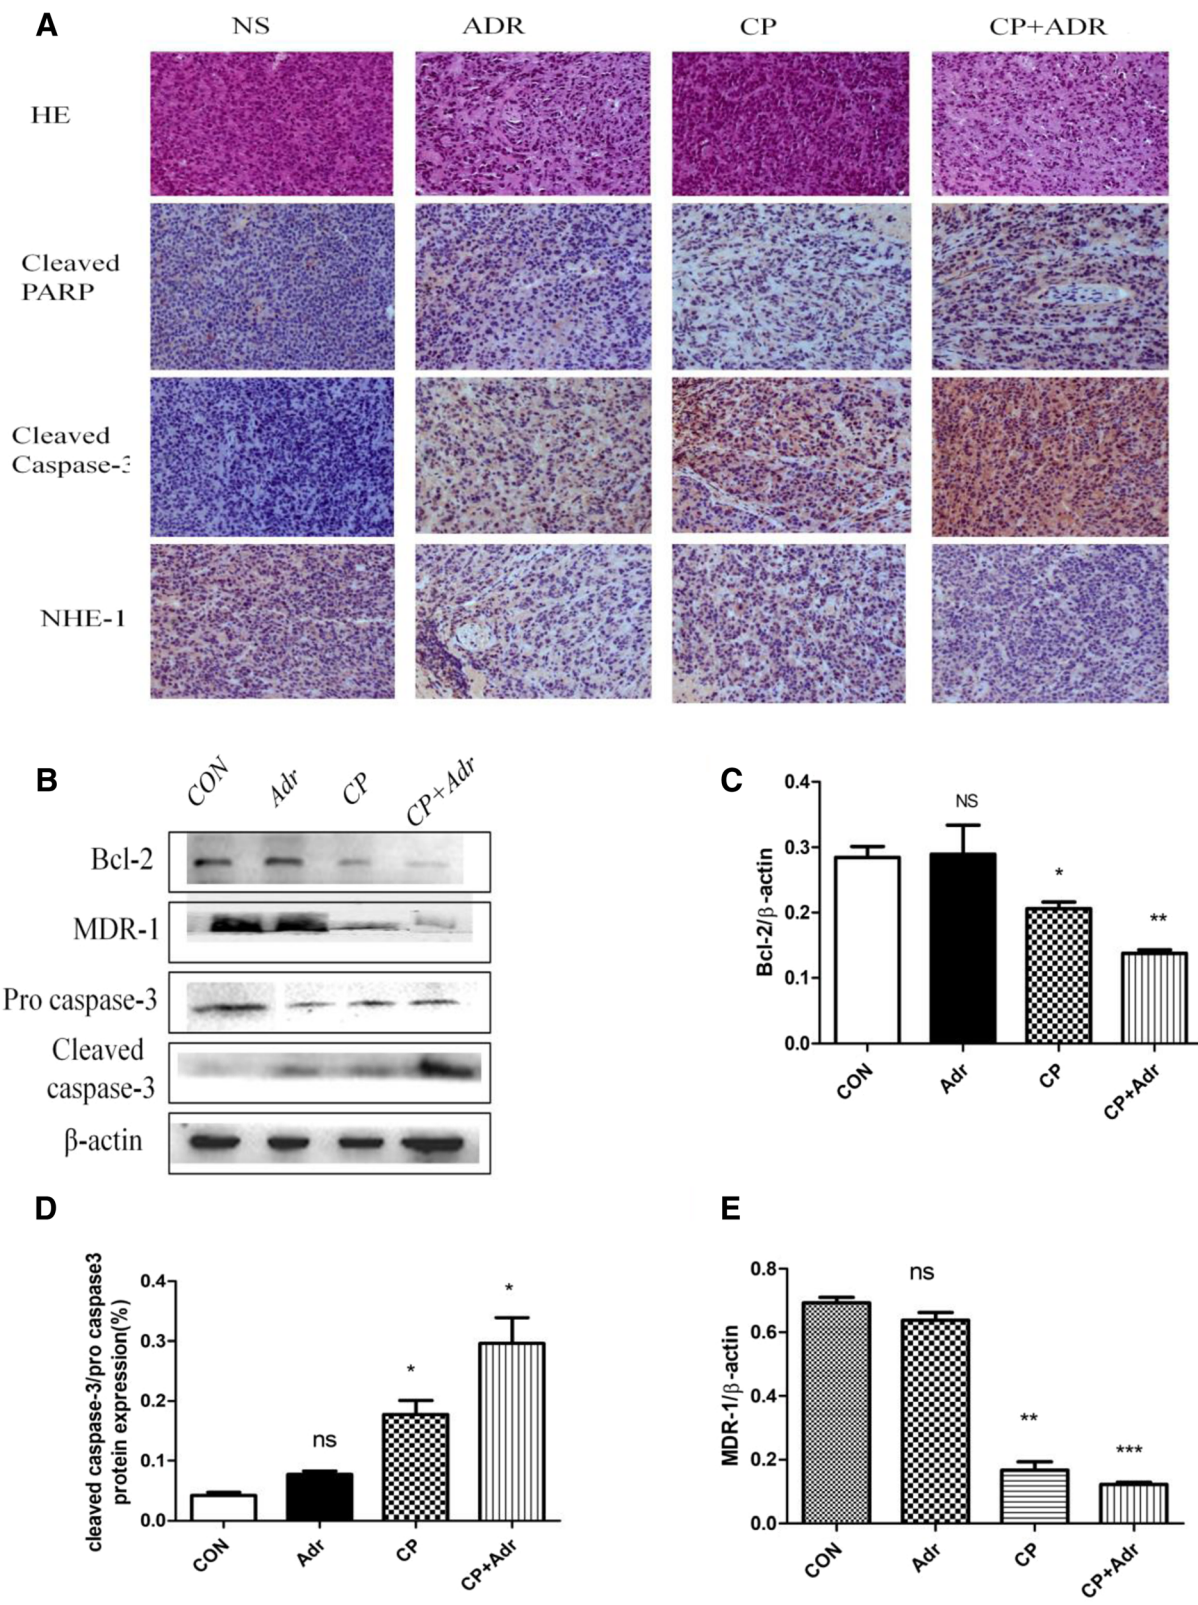 A
NS ADR CP CP+ADR
HE
Cleaved
PARP
Cleaved
Caspase-3
NHE-1
B
CON Adr CP CP+Adr
Bcl-2
MDR-1
Pro caspase-3
Cleaved
caspase-3
β-actin
C
Bcl-2/β-actin
0.4
0.3
0.2
0.1
0.0
NS
*
**
CON Adr CP CP+Adr
D
cleaved caspase-3/pro caspase3
protein expression(%)
0.4
0.3
0.2
0.1
0.0
ns
*
*
CON Adr CP CP+Adr
E
MDR-1/β-actin
0.8
0.6
0.4
0.2
0.0
ns
**
***
CON Adr CP CP+Adr